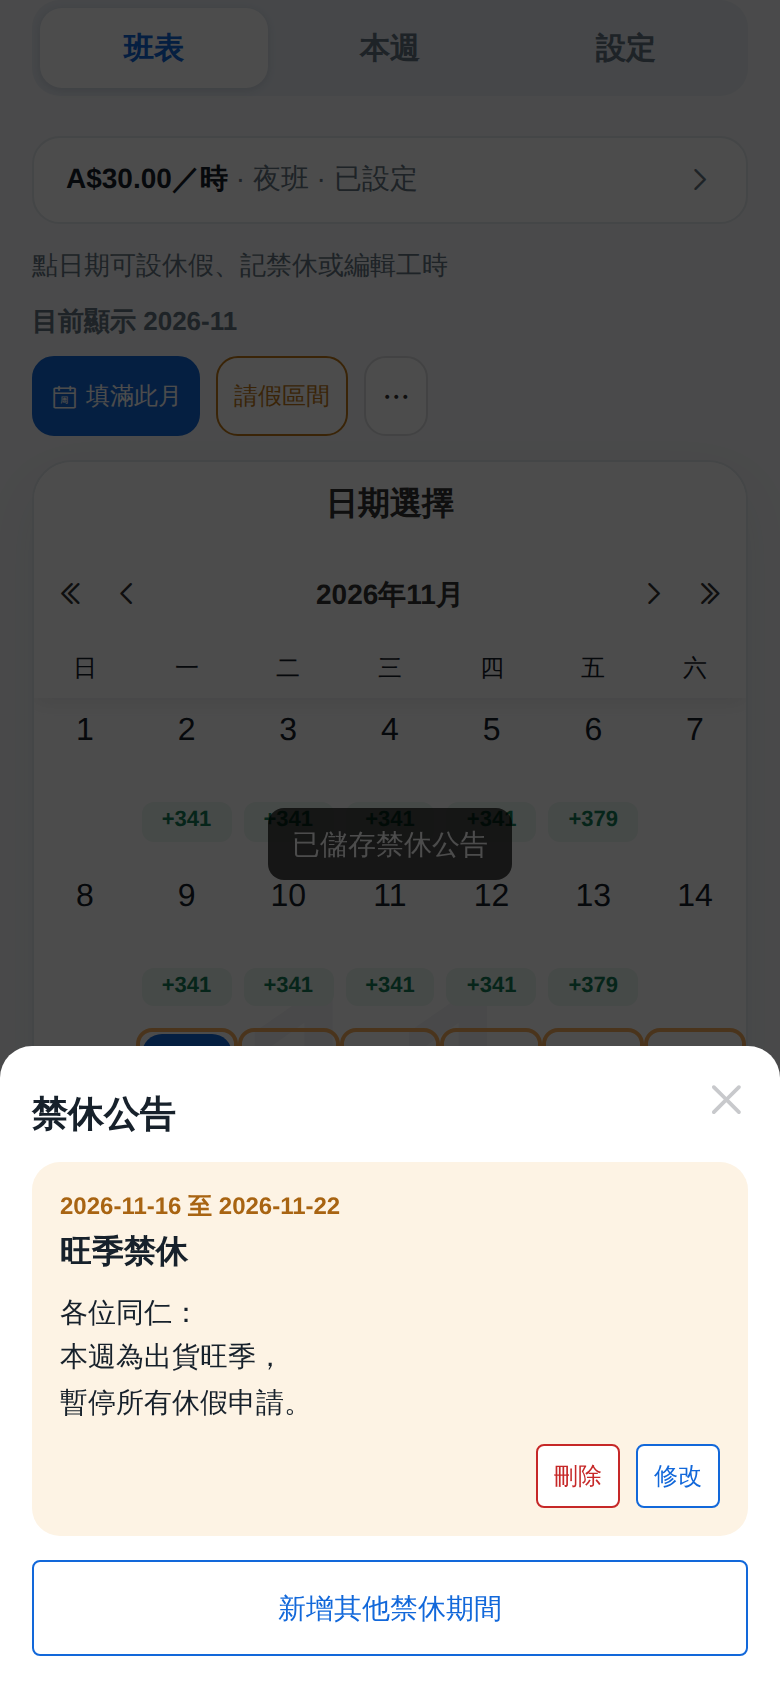 班表 本週 設定
A$30.00／時 · 夜班 · 已設定
點日期可設休假、記禁休或編輯工時
目前顯示 2026-11
填滿此月 請假區間 ···
日期選擇
2026年11月
日 一 二 三 四 五 六
1 2 3 4 5 6 7
+341 +341 +341 +341 +379
已儲存禁休公告
8 9 10 11 12 13 14
+341 +341 +341 +341 +379
禁休公告
2026-11-16 至 2026-11-22
旺季禁休
各位同仁：
本週為出貨旺季，
暫停所有休假申請。
刪除 修改
新增其他禁休期間